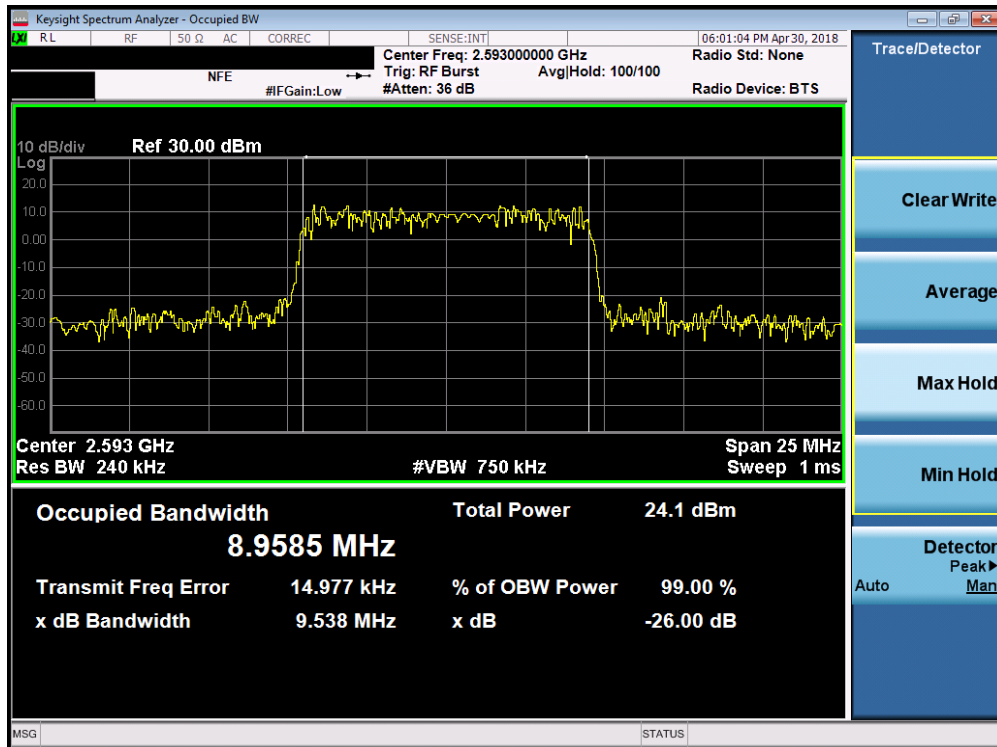 Keysight Spectrum Analyzer - Occupied BW
LXI RL RF 50 Ω AC CORREC SENSE:INT 06:01:04 PM Apr 30, 2018
Trace/Detector
Center Freq: 2.593000000 GHz Radio Std: None
NFE Trig: RF Burst Avg|Hold: 100/100
#IFGain:Low #Atten: 36 dB Radio Device: BTS
10 dB/div Ref 30.00 dBm
Log
20.0
10.0
0.00
-10.0
-20.0
-30.0
-40.0
-50.0
-60.0
Center 2.593 GHz Span 25 MHz
Res BW 240 kHz #VBW 750 kHz Sweep 1 ms
Occupied Bandwidth Total Power 24.1 dBm
8.9585 MHz
Transmit Freq Error 14.977 kHz % of OBW Power 99.00 %
x dB Bandwidth 9.538 MHz x dB -26.00 dB
Clear Write
Average
Max Hold
Min Hold
Detector
Peak▶
Auto Man
MSG STATUS